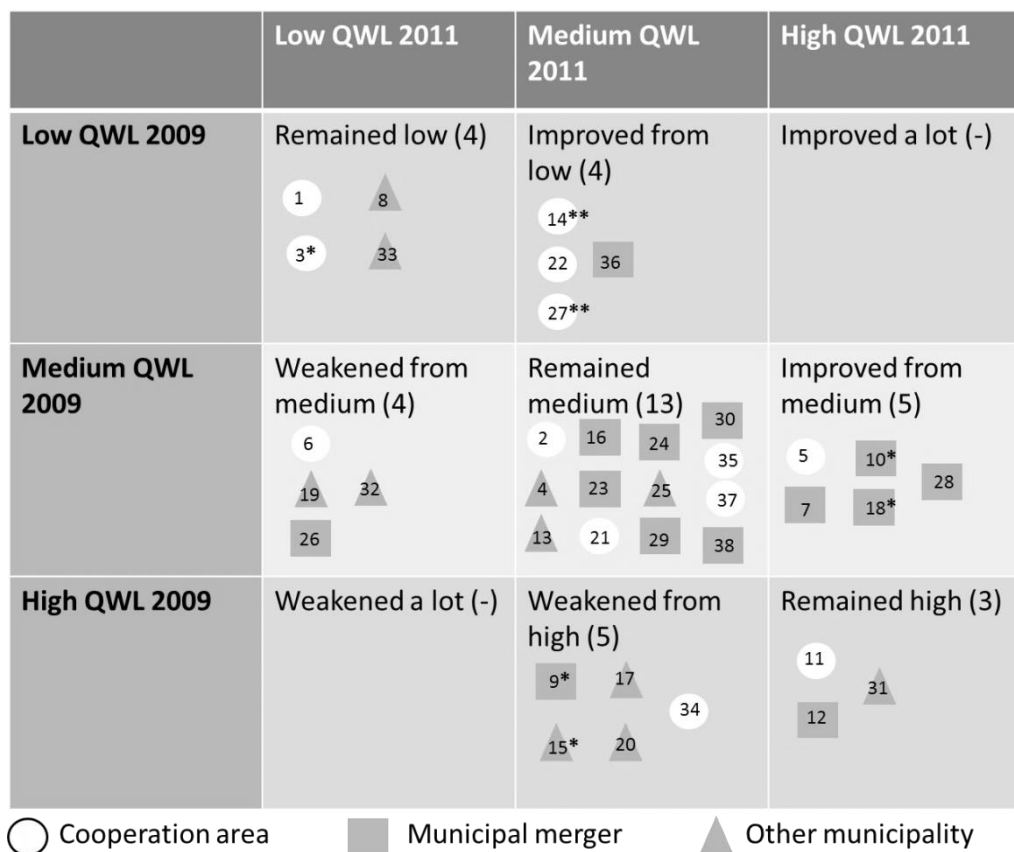 Low QWL 2011
Medium QWL
2011
High QWL 2011
Low QWL 2009
Remained low (4)
1 8
3* 33
Improved from
low (4)
14**
22 36
27**
Improved a lot (-)
Medium QWL
2009
Weakened from
medium (4)
6
19 32
26
Remained
medium (13)
30
2 16 24
35
4 23 25
37
13 21 29 38
Improved from
medium (5)
5 10*
28
7 18*
High QWL 2009
Weakened a lot (-)
Weakened from
high (5)
9* 17
34
15* 20
Remained high (3)
11
31
12
Cooperation area Municipal merger Other municipality